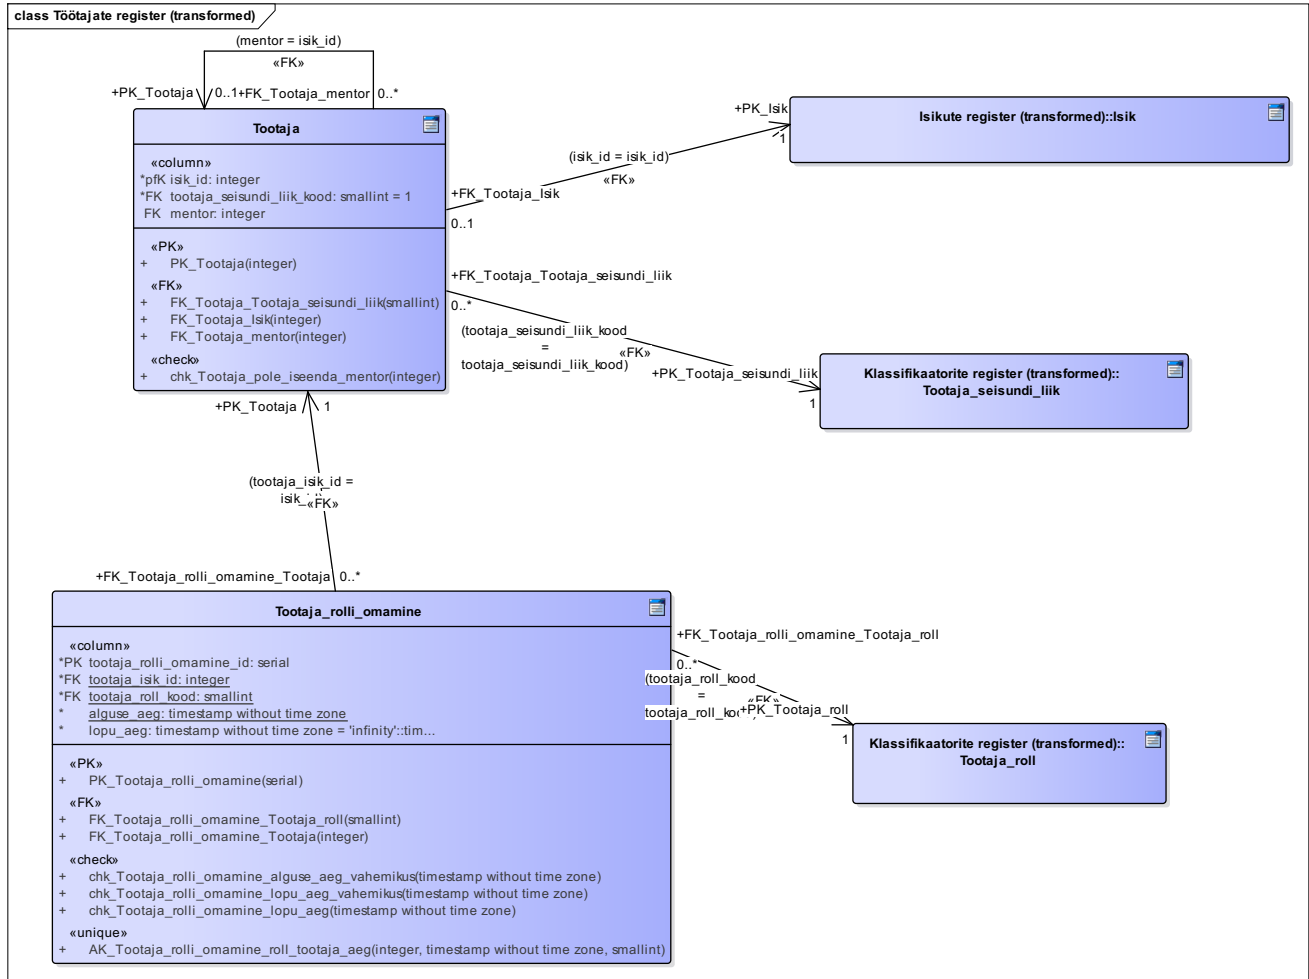 class Töötajate register (transformed)
(mentor = isik_id)
«FK»
+PK_Tootaja
0..1
+FK_Tootaja_mentor
0..*
Tootaja
«column»
*pfK isik_id: integer
*FK tootaja_seisundi_liik_kood: smallint = 1
FK mentor: integer
«PK»
+ PK_Tootaja(integer)
«FK»
+ FK_Tootaja_Tootaja_seisundi_liik(smallint)
+ FK_Tootaja_Isik(integer)
+ FK_Tootaja_mentor(integer)
«check»
+ chk_Tootaja_pole_iseenda_mentor(integer)
+PK_Isik
1
(isik_id = isik_id)
«FK»
+FK_Tootaja_Isik
0..1
Isikute register (transformed)::Isik
+FK_Tootaja_Tootaja_seisundi_liik
0..*
(tootaja_seisundi_liik_kood
=
tootaja_seisundi_liik_kood)
«FK»
+PK_Tootaja_seisundi_liik
1
Klassifikaatorite register (transformed)::
Tootaja_seisundi_liik
+PK_Tootaja
1
(tootaja_isik_id =
isik_id)
«FK»
+FK_Tootaja_rolli_omamine_Tootaja
0..*
Tootaja_rolli_omamine
«column»
*PK tootaja_rolli_omamine_id: serial
*FK tootaja_isik_id: integer
*FK tootaja_roll_kood: smallint
* alguse_aeg: timestamp without time zone
* lopu_aeg: timestamp without time zone = 'infinity'::tim...
«PK»
+ PK_Tootaja_rolli_omamine(serial)
«FK»
+ FK_Tootaja_rolli_omamine_Tootaja_roll(smallint)
+ FK_Tootaja_rolli_omamine_Tootaja(integer)
«check»
+ chk_Tootaja_rolli_omamine_alguse_aeg_vahemikus(timestamp without time zone)
+ chk_Tootaja_rolli_omamine_lopu_aeg_vahemikus(timestamp without time zone)
+ chk_Tootaja_rolli_omamine_lopu_aeg(timestamp without time zone)
«unique»
+ AK_Tootaja_rolli_omamine_roll_tootaja_aeg(integer, timestamp without time zone, smallint)
+FK_Tootaja_rolli_omamine_Tootaja_roll
0..*
(tootaja_roll_kood
=
tootaja_roll_kood)
«FK»
+PK_Tootaja_roll
1
Klassifikaatorite register (transformed)::
Tootaja_roll